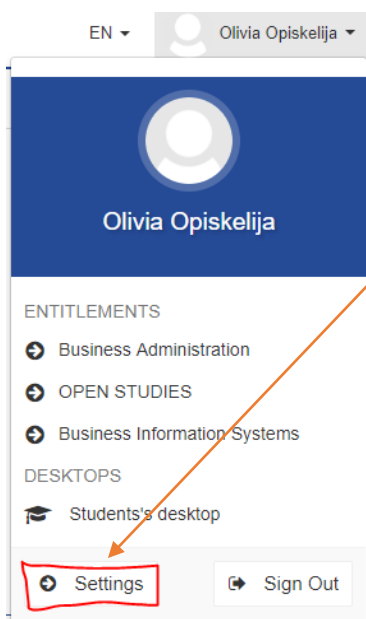 EN Olivia Opiskelija
Olivia Opiskelija
ENTITLEMENTS
Business Administration
OPEN STUDIES
Business Information Systems
DESKTOPS
Students's desktop
Settings Sign Out